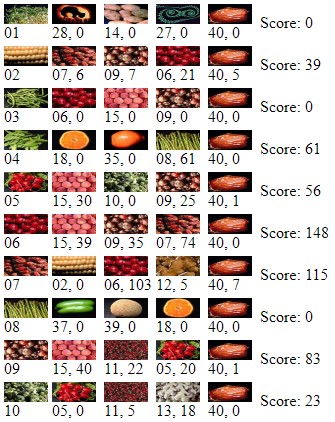 Score: 0
01 28, 0 14, 0 27, 0 40, 0
Score: 39
02 07, 6 09, 7 06, 21 40, 5
Score: 0
03 06, 0 15, 0 09, 0 40, 0
Score: 61
04 18, 0 35, 0 08, 61 40, 0
Score: 56
05 15, 30 10, 0 09, 25 40, 1
Score: 148
06 15, 39 09, 35 07, 74 40, 0
Score: 115
07 02, 0 06, 103 12, 5 40, 7
Score: 0
08 37, 0 39, 0 18, 0 40, 0
Score: 83
09 15, 40 11, 22 05, 20 40, 1
Score: 23
10 05, 0 11, 5 13, 18 40, 0